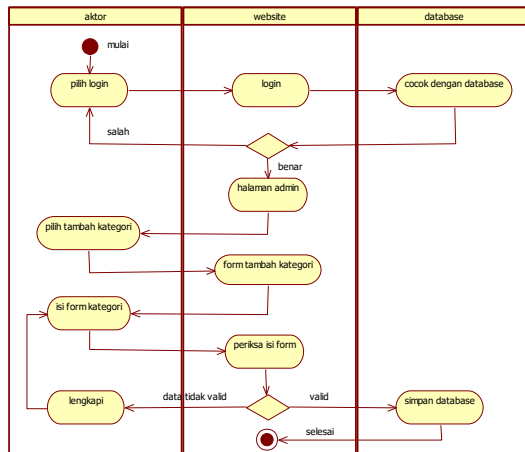 aktor
website
database
mulai
pilih login
login
cocok dengan database
salah
benar
halaman admin
pilih tambah kategori
form tambah kategori
isi form kategori
periksa isi form
lengkapi
data tidak valid
valid
simpan database
selesai